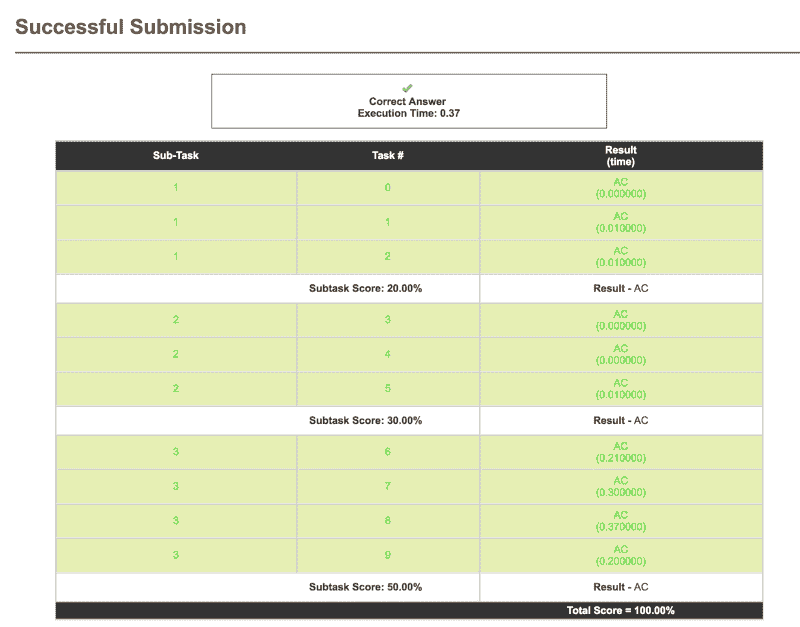 Successful Submission
Correct Answer
Execution Time: 0.37
Sub-Task Task # Result
(time)
1 0 AC
(0.000000)
1 1 AC
(0.010000)
1 2 AC
(0.010000)
Subtask Score: 20.00% Result - AC
2 3 AC
(0.000000)
2 4 AC
(0.000000)
2 5 AC
(0.010000)
Subtask Score: 30.00% Result - AC
3 6 AC
(0.210000)
3 7 AC
(0.300000)
3 8 AC
(0.370000)
3 9 AC
(0.200000)
Subtask Score: 50.00% Result - AC
Total Score = 100.00%